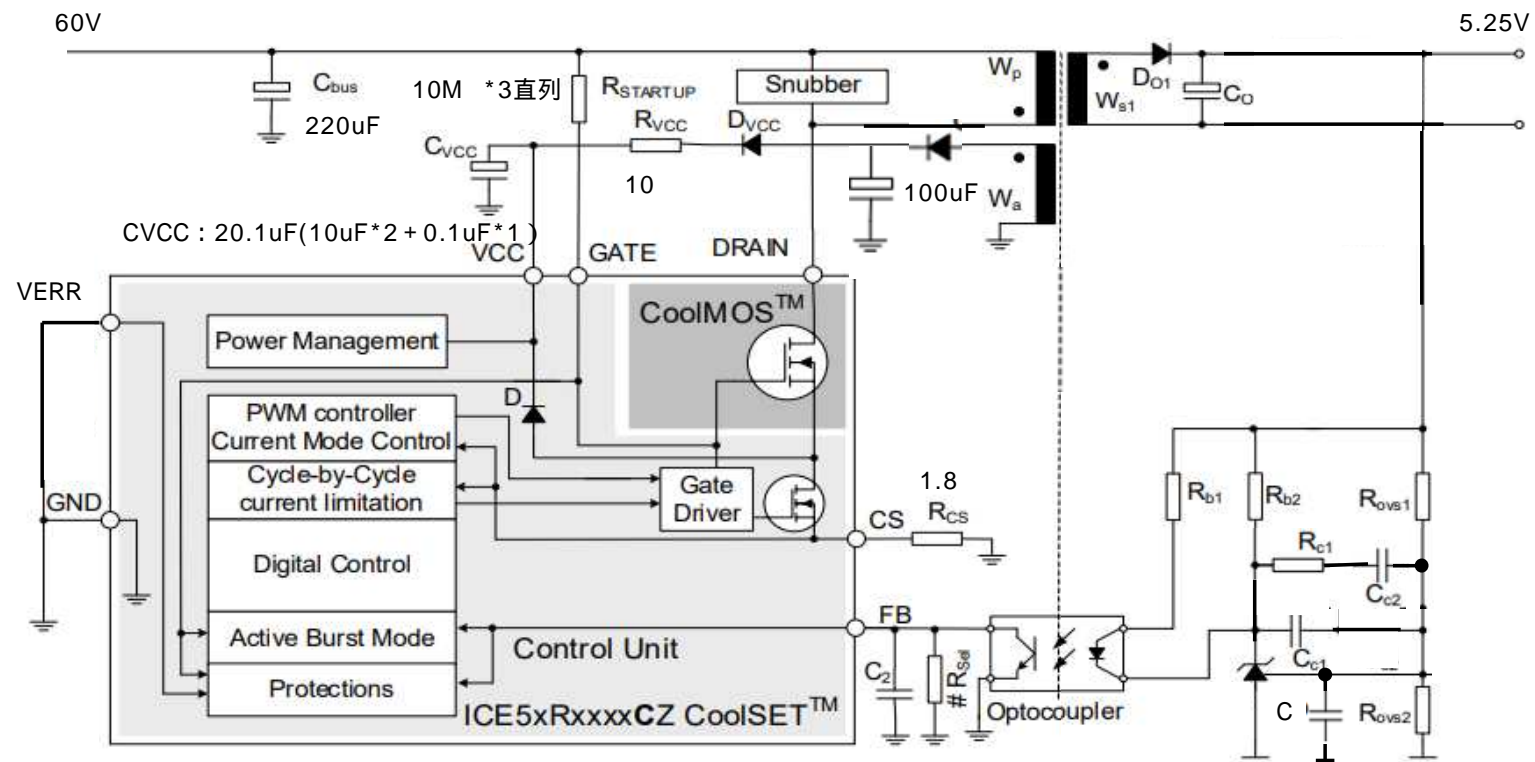 60V
5.25V
Cbus
220uF
10M *3直列
RSTARTUP
Snubber
Wp
DO1
Ws1
CO
RVCC
DVCC
CVCC
10
100uF
Wa
CVCC：20.1uF(10uF*2 + 0.1uF*1 )
VCC
GATE
DRAIN
VERR
CoolMOS™
Power Management
D
PWM controller
Current Mode Control
Cycle-by-Cycle
current limitation
Gate
Driver
GND
Digital Control
CS
1.8
RCS
Rb1
Rb2
Rovs1
Rc1
Cc2
FB
Active Burst Mode
Control Unit
Protections
C2
# RSel
Cc1
Optocoupler
C
Rovs2
ICE5xRxxxxCZ CoolSET™